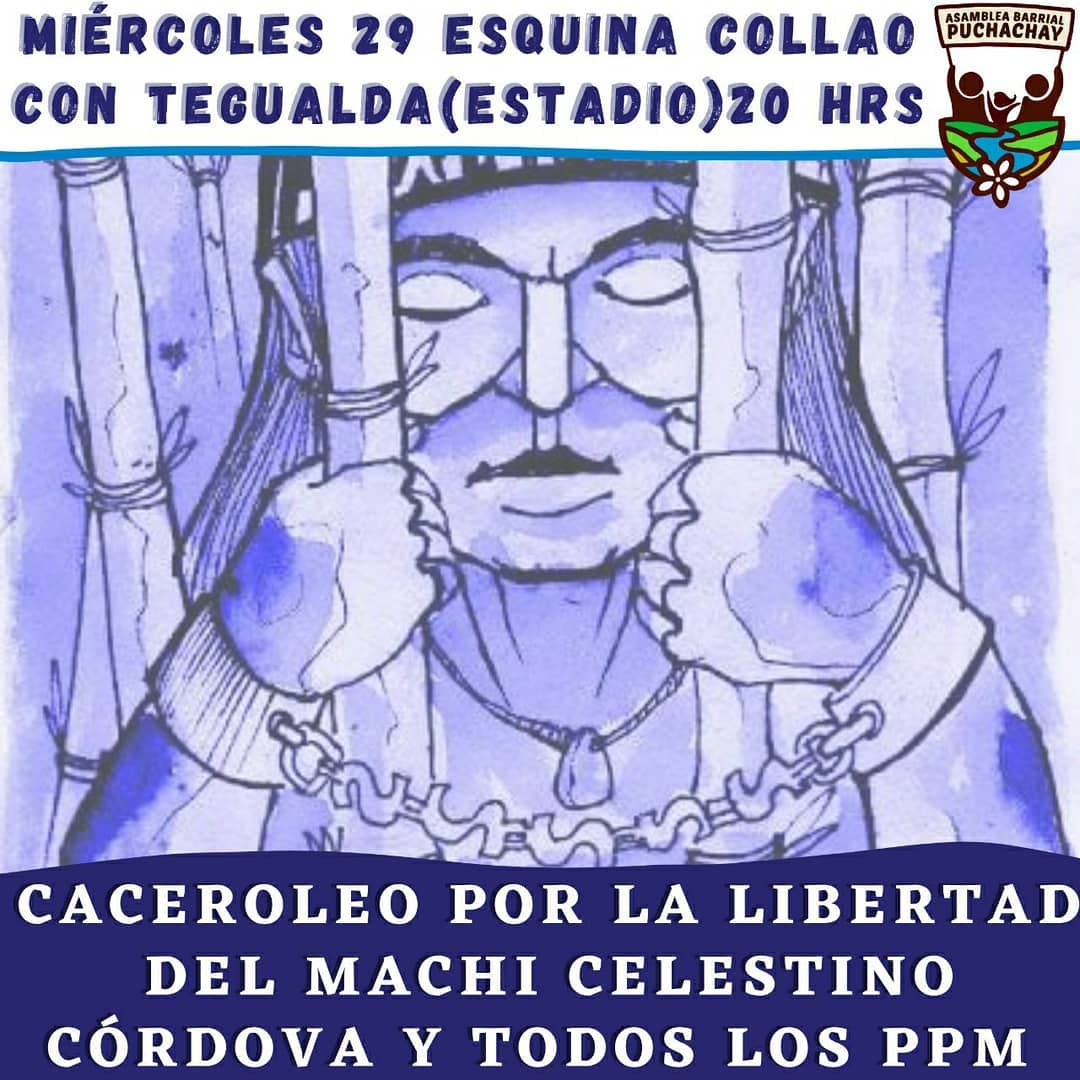 MIÉRCOLES 29 ESQUINA COLLAO
CON TEGUALDA(ESTADIO)20 HRS
ASAMBLEA BARRIAL
PUCHACHAY
CACEROLEO POR LA LIBERTAD
DEL MACHI CELESTINO
CÓRDOVA Y TODOS LOS PPM